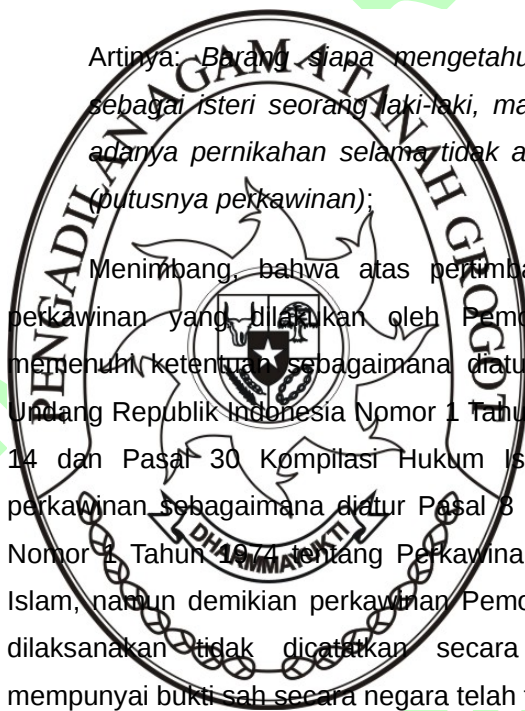 Artinya: Barang siapa mengetahu
sebagai isteri seorang laki-laki, ma
adanya pernikahan selama tidak a
(putusnya perkawinan);
Menimbang, bahwa atas pertimba
perkawinan yang dilakukan oleh Pemo
memenuhi ketentuan sebagaimana diatu
Undang Republik Indonesia Nomor 1 Tahu
14 dan Pasal 30 Kompilasi Hukum Is
perkawinan sebagaimana diatur Pasal 8
Nomor 1 Tahun 1974 tentang Perkawina
Islam, namun demikian perkawinan Pemo
dilaksanakan tidak dicatatkan secara
mempunyai bukti sah secara negara telah t
PENGADILAN AGAMA TANAH GROGOT
DHARMMAYUKTI